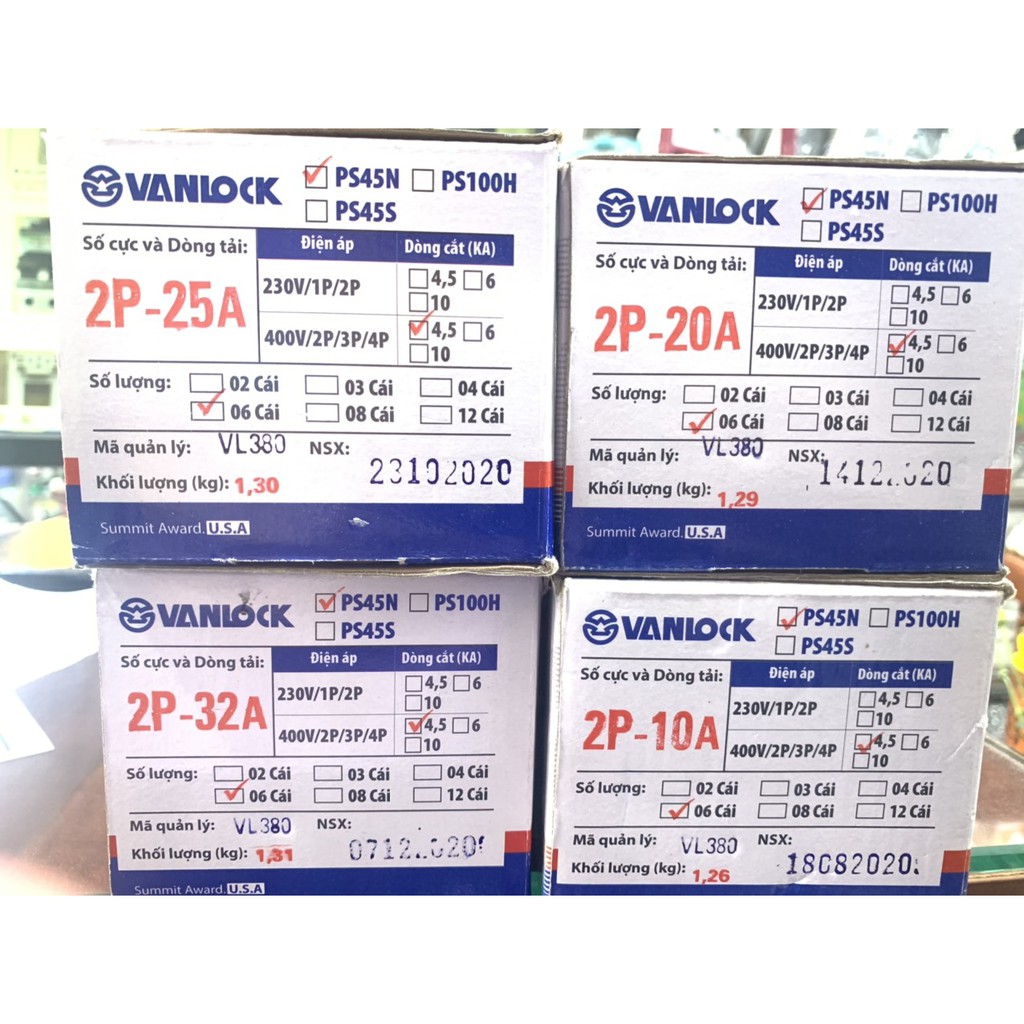 VANLOCK PS45N PS100H
PS45S
Số cực và Dòng tải: Điện áp Dòng cắt (KA)
2P-25A
230V/1P/2P 4,5 6
10
400V/2P/3P/4P 4,5 6
10
Số lượng: 02 Cái 03 Cái 04 Cái
06 Cái 08 Cái 12 Cái
Mã quản lý: VL380 NSX: 23102020
Khối lượng (kg): 1,30
Summit Award. U.S.A
VANLOCK PS45N PS100H
PS45S
Số cực và Dòng tải: Điện áp Dòng cắt (KA)
2P-20A
230V/1P/2P 4,5 6
10
400V/2P/3P/4P 4,5 6
10
Số lượng: 02 Cái 03 Cái 04 Cái
06 Cái 08 Cái 12 Cái
Mã quản lý: VL380 NSX:
Khối lượng (kg): 1,29
Summit Award. U.S.A
VANLOCK PS45N PS100H
PS45S
Số cực và Dòng tải: Điện áp Dòng cắt (KA)
2P-32A
230V/1P/2P 4,5 6
10
400V/2P/3P/4P 4,5 6
10
Số lượng: 02 Cái 03 Cái 04 Cái
06 Cái 08 Cái 12 Cái
Mã quản lý: VL380 NSX:
Khối lượng (kg): 1,31
Summit Award. U.S.A
VANLOCK PS45N PS100H
PS45S
Số cực và Dòng tải: Điện áp Dòng cắt (KA)
2P-10A
230V/1P/2P 4,5 6
10
400V/2P/3P/4P 4,5 6
10
Số lượng: 02 Cái 03 Cái 04 Cái
06 Cái 08 Cái 12 Cái
Mã quản lý: VL380 NSX: 18082020
Khối lượng (kg): 1,26